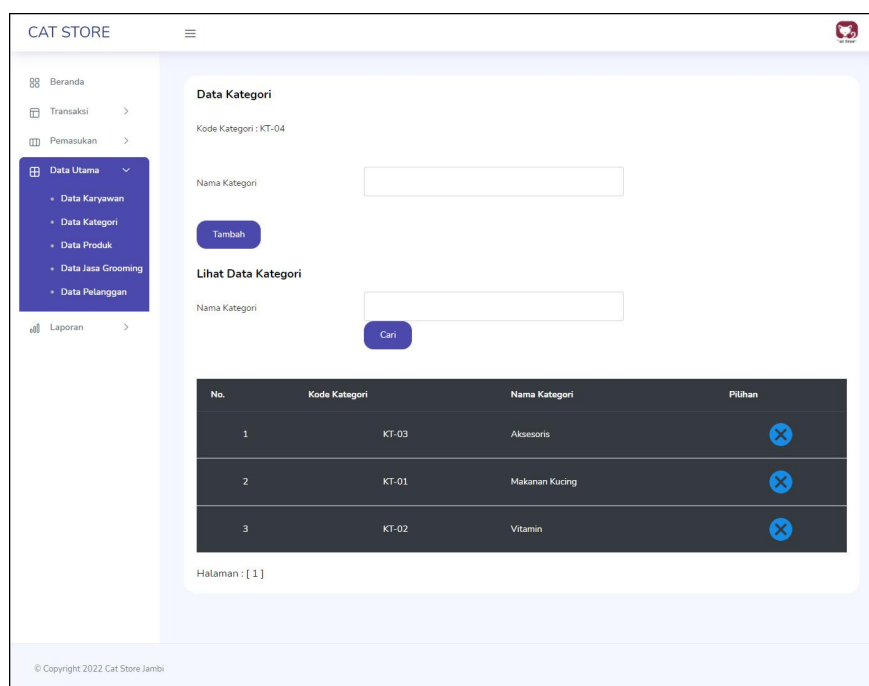 CAT STORE
Beranda
Transaksi
Pemasukan
Data Utama
Data Karyawan
Data Kategori
Data Produk
Data Jasa Grooming
Data Pelanggan
Laporan
Data Kategori
Kode Kategori : KT-04
Nama Kategori
Tambah
Lihat Data Kategori
Nama Kategori
Cari
No. Kode Kategori Nama Kategori Pilihan
1 KT-03 Aksesoris
2 KT-01 Makanan Kucing
3 KT-02 Vitamin
Halaman : [ 1 ]
© Copyright 2022 Cat Store Jambi